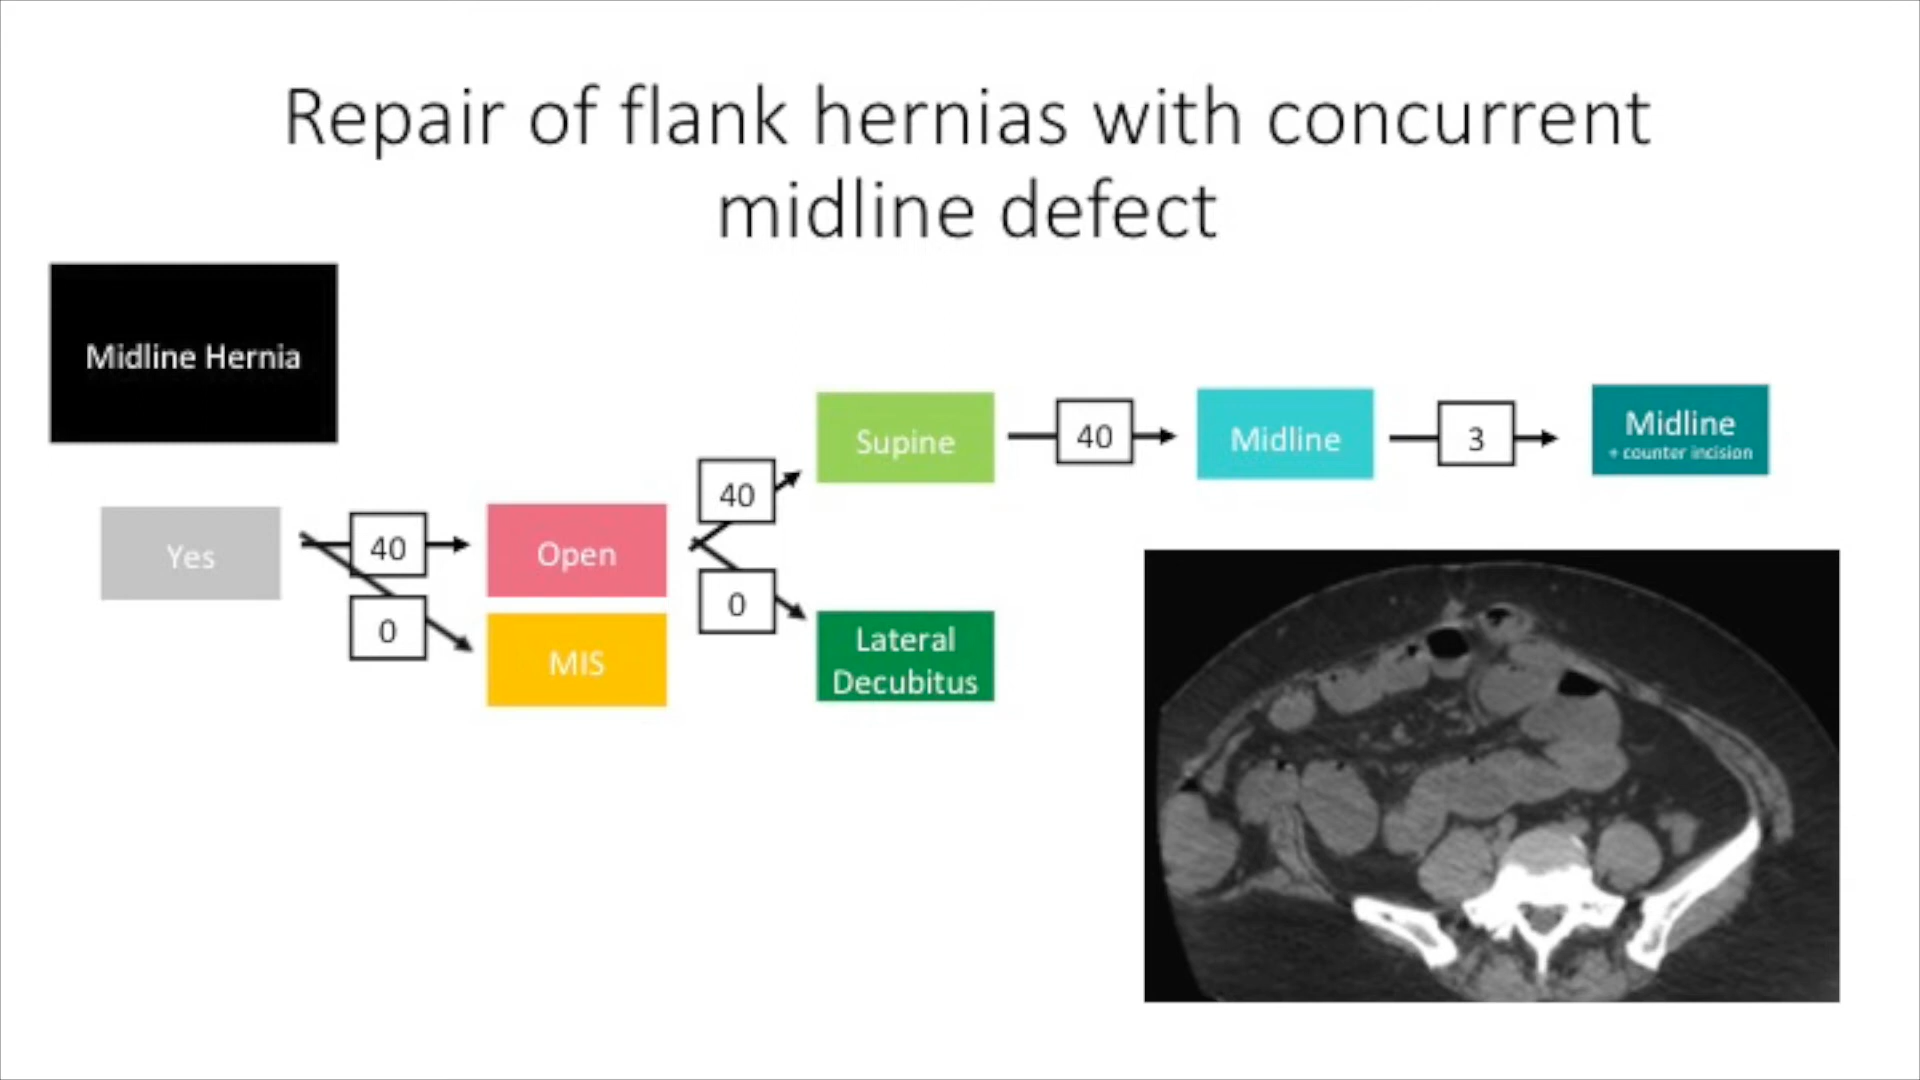 Repair of flank hernias with concurrent
midline defect
Midline Hernia
Yes
40
0
Open
MIS
40
0
Supine
Lateral
Decubitus
40
Midline
3
Midline
+ counter incision